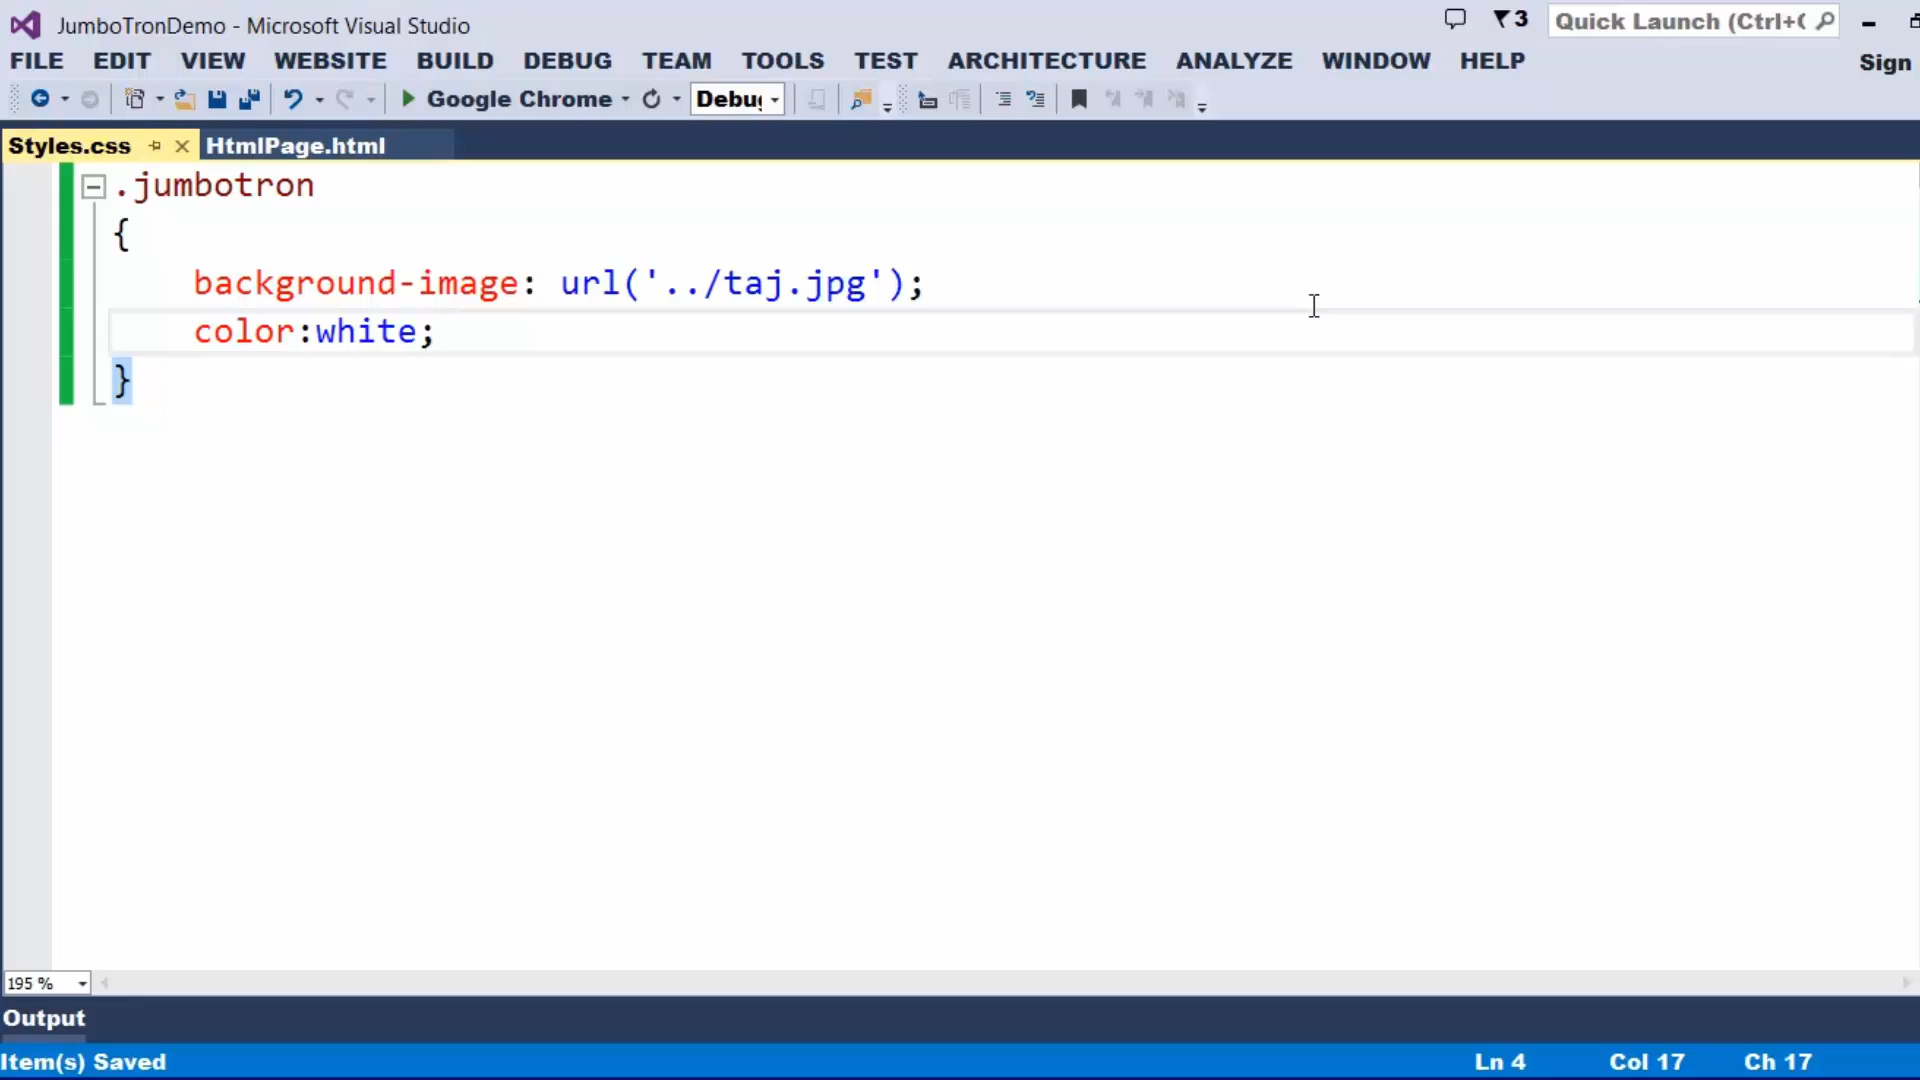 JumboTronDemo - Microsoft Visual Studio
3
Quick Launch (Ctrl+
FILE EDIT VIEW WEBSITE BUILD DEBUG TEAM TOOLS TEST ARCHITECTURE ANALYZE WINDOW HELP
Sign
Google Chrome
Debu
Styles.css
HtmlPage.html
.jumbotron
{
background-image: url('../taj.jpg');
color:white;
}
195 %
Output
Item(s) Saved
Ln 4
Col 17
Ch 17